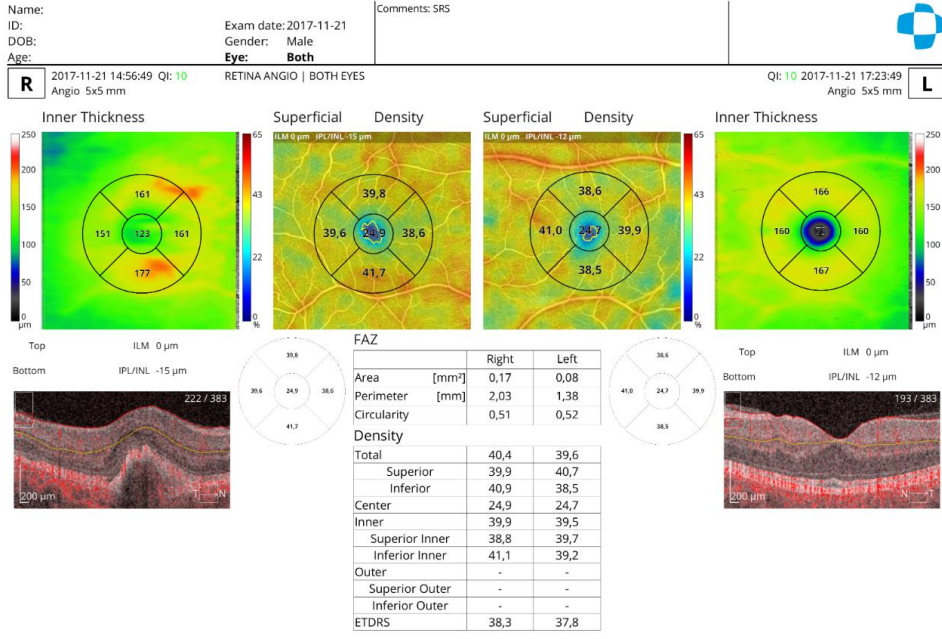 Name:
ID:
DOB:
Age:
Exam date: 2017-11-21
Gender: Male
Eye: Both
Comments: SRS
R
2017-11-21 14:56:49 QI: 10
Angio 5x5 mm
RETINA ANGIO | BOTH EYES
QI: 10 2017-11-21 17:23:49
Angio 5x5 mm
L
Inner Thickness
250
200
150
100
50
0
µm
161
151 123 161
177
Superficial Density
65
43
22
0
%
ILM 0 µm IPL/INL -15 µm
39,8
39,6 24,9 38,6
41,7
Superficial Density
ILM 0 µm IPL/INL -12 µm
38,6
41,0 24,7 39,9
38,5
65
43
22
0
%
Inner Thickness
166
160 160
167
250
200
150
100
50
0
µm
Top ILM 0 µm
Bottom IPL/INL -15 µm
222 / 383
200 µm
T N
39,8
39,6 24,9 38,6
41,7
FAZ
Right Left
Area [mm²] 0,17 0,08
Perimeter [mm] 2,03 1,38
Circularity 0,51 0,52
Density
Total 40,4 39,6
Superior 39,9 40,7
Inferior 40,9 38,5
Center 24,9 24,7
Inner 39,9 39,5
Superior Inner 38,8 39,7
Inferior Inner 41,1 39,2
Outer - -
Superior Outer - -
Inferior Outer - -
ETDRS 38,3 37,8
38,6
41,0 24,7 39,9
38,5
Top ILM 0 µm
Bottom IPL/INL -12 µm
193 / 383
200 µm
N T